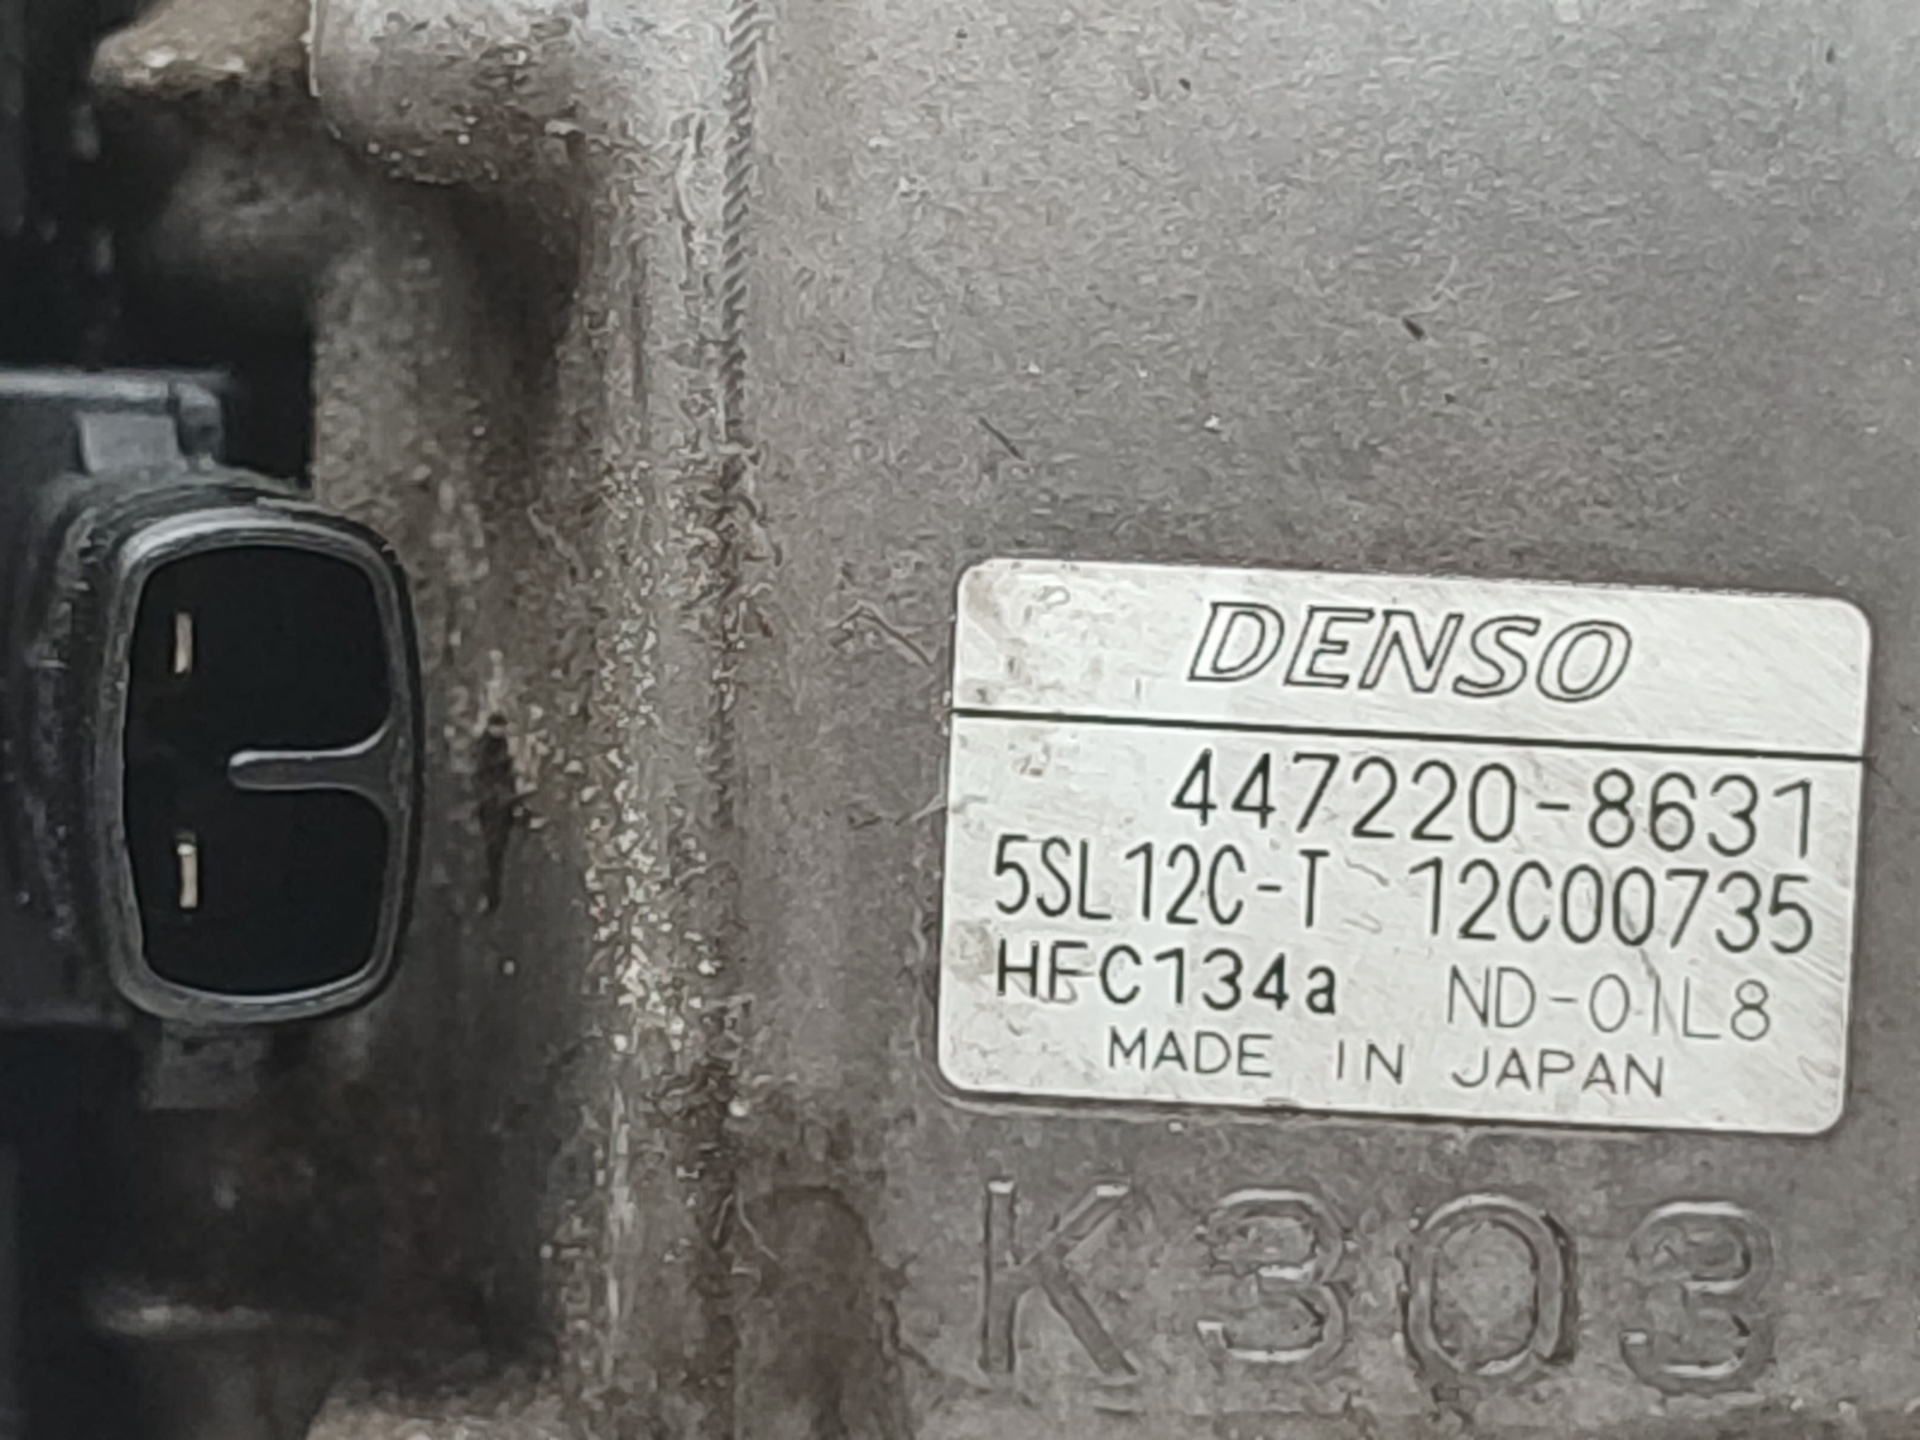 DENSO
447220-8631
5SL12C-T 12C00735
HFC134a ND-OIL8
MADE IN JAPAN
K303